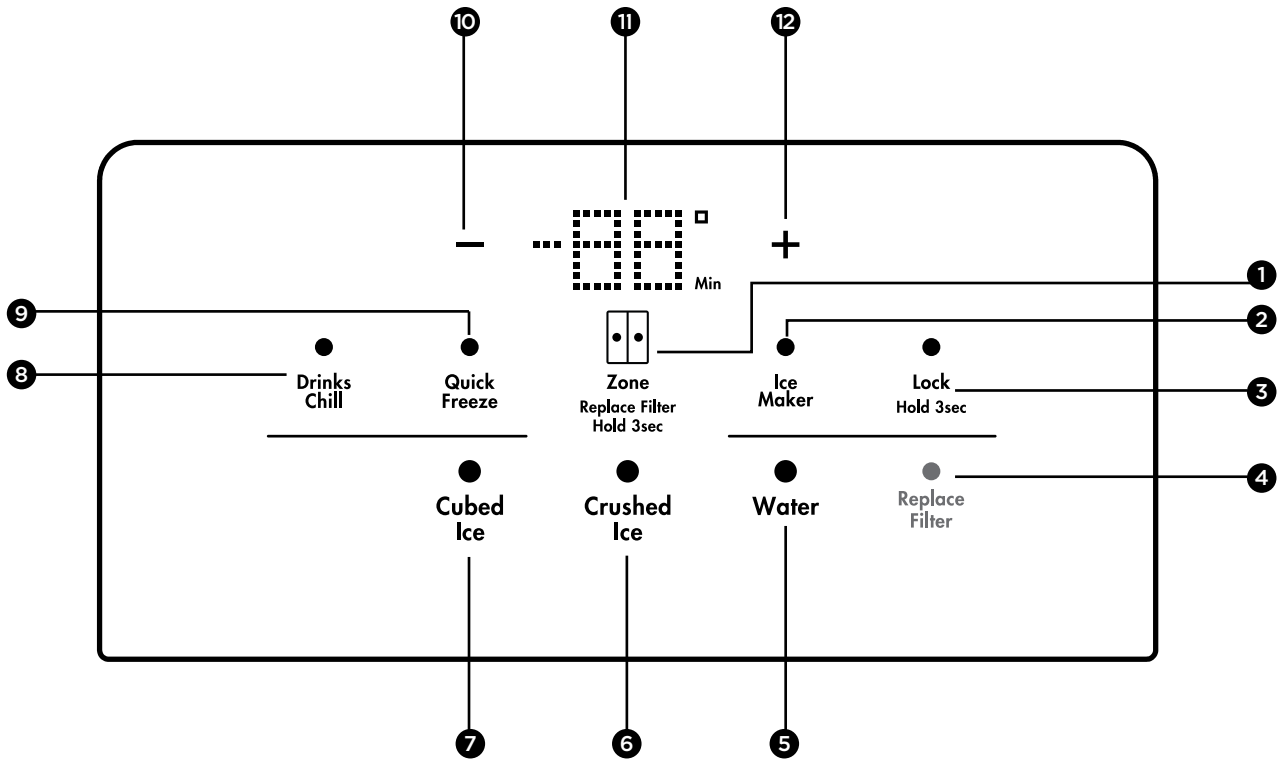 10
11
12
-88°
Min
1
2
3
4
9
8
Drinks
Chill
Quick
Freeze
Zone
Replace Filter
Hold 3sec
Ice
Maker
Lock
Hold 3sec
Cubed
Ice
Crushed
Ice
Water
Replace
Filter
7
6
5